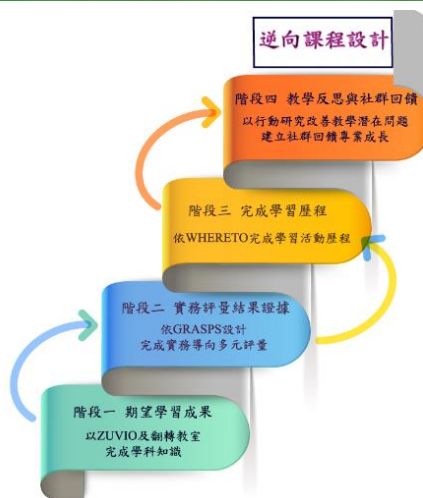 逆向課程設計
階段四 教學反思與社群回饋
以行動研究改善教學潛在問題
建立社群回饋專業成長
階段三 完成學習歷程
依WHERETO完成學習活動歷程
階段二 實務評量結果證據
依GRASPS設計
完成實務導向多元評量
階段一 期望學習成果
以ZUVIO及翻轉教室
完成學科知識